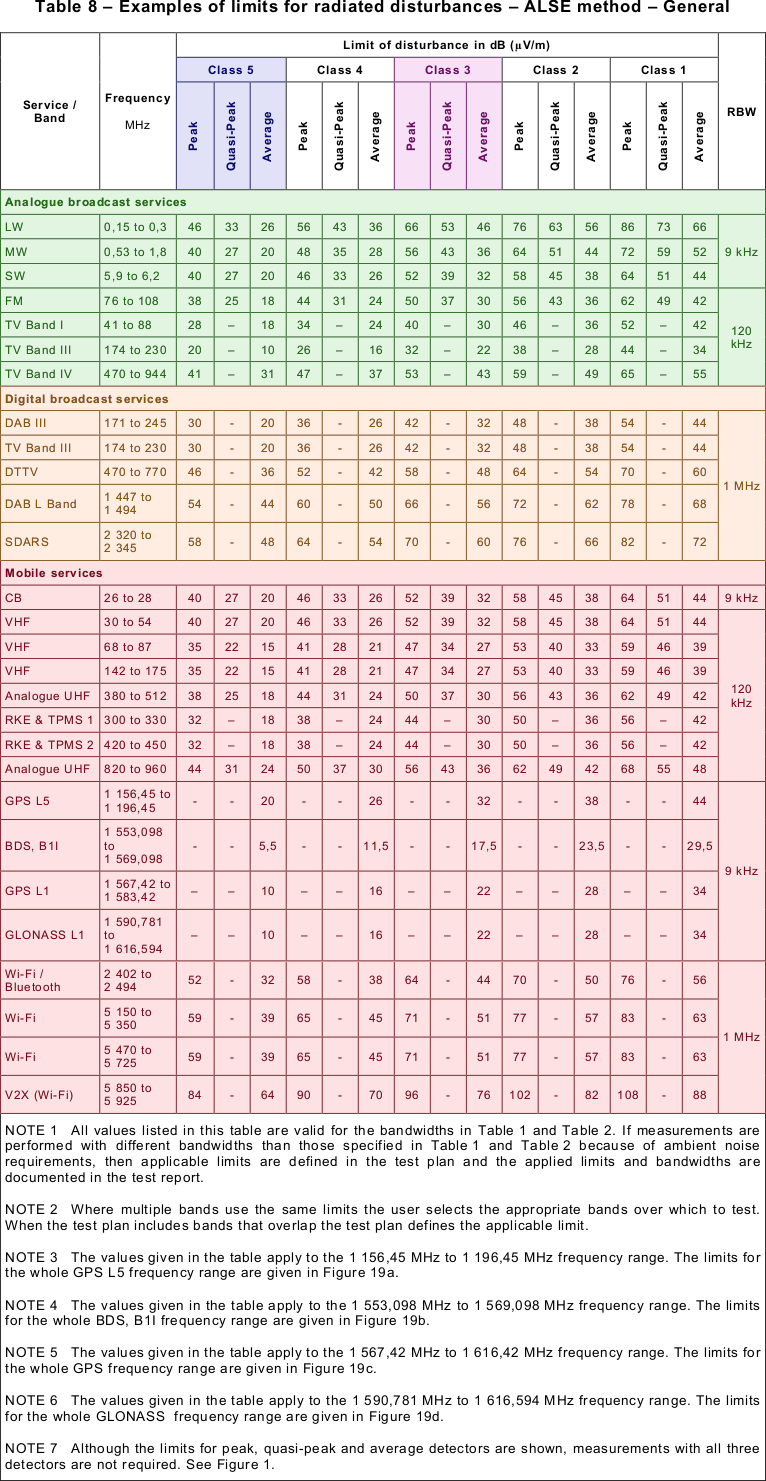 Table 8 – Examples of limits for radiated disturbances – ALSE method – General
Service / Band Frequency MHz Limit of disturbance in dB (µV/m) RBW
Class 5 Class 4 Class 3 Class 2 Class 1
Peak Quasi-Peak Average Peak Quasi-Peak Average Peak Quasi-Peak Average Peak Quasi-Peak Average Peak Quasi-Peak Average
Analogue broadcast services
LW 0,15 to 0,3 46 33 26 56 43 36 66 53 46 76 63 56 86 73 66 9 kHz
MW 0,53 to 1,8 40 27 20 48 35 28 56 43 36 64 51 44 72 59 52
SW 5,9 to 6,2 40 27 20 46 33 26 52 39 32 58 45 38 64 51 44
FM 76 to 108 38 25 18 44 31 24 50 37 30 56 43 36 62 49 42 120 kHz
TV Band I 41 to 88 28 – 18 34 – 24 40 – 30 46 – 36 52 – 42
TV Band III 174 to 230 20 – 10 26 – 16 32 – 22 38 – 28 44 – 34
TV Band IV 470 to 944 41 – 31 47 – 37 53 – 43 59 – 49 65 – 55
Digital broadcast services
DAB III 171 to 245 30 - 20 36 - 26 42 - 32 48 - 38 54 - 44 1 MHz
TV Band III 174 to 230 30 - 20 36 - 26 42 - 32 48 - 38 54 - 44
DTTV 470 to 770 46 - 36 52 - 42 58 - 48 64 - 54 70 - 60
DAB L Band 1 447 to 1 494 54 - 44 60 - 50 66 - 56 72 - 62 78 - 68
SDARS 2 320 to 2 345 58 - 48 64 - 54 70 - 60 76 - 66 82 - 72
Mobile services
CB 26 to 28 40 27 20 46 33 26 52 39 32 58 45 38 64 51 44 9 kHz
VHF 30 to 54 40 27 20 46 33 26 52 39 32 58 45 38 64 51 44 120 kHz
VHF 68 to 87 35 22 15 41 28 21 47 34 27 53 40 33 59 46 39
VHF 142 to 175 35 22 15 41 28 21 47 34 27 53 40 33 59 46 39
Analogue UHF 380 to 512 38 25 18 44 31 24 50 37 30 56 43 36 62 49 42
RKE & TPMS 1 300 to 330 32 – 18 38 – 24 44 – 30 50 – 36 56 – 42
RKE & TPMS 2 420 to 450 32 – 18 38 – 24 44 – 30 50 – 36 56 – 42
Analogue UHF 820 to 960 44 31 24 50 37 30 56 43 36 62 49 42 68 55 48
GPS L5 1 156,45 to 1 196,45 - - 20 - - 26 - - 32 - - 38 - - 44 9 kHz
BDS, B1I 1 553,098 to 1 569,098 - - 5,5 - - 11,5 - - 17,5 - - 23,5 - - 29,5
GPS L1 1 567,42 to 1 583,42 – – 10 – – 16 – – 22 – – 28 – – 34
GLONASS L1 1 590,781 to 1 616,594 – – 10 – – 16 – – 22 – – 28 – – 34
Wi-Fi / Bluetooth 2 402 to 2 494 52 - 32 58 - 38 64 - 44 70 - 50 76 - 56 1 MHz
Wi-Fi 5 150 to 5 350 59 - 39 65 - 45 71 - 51 77 - 57 83 - 63
Wi-Fi 5 470 to 5 725 59 - 39 65 - 45 71 - 51 77 - 57 83 - 63
V2X (Wi-Fi) 5 850 to 5 925 84 - 64 90 - 70 96 - 76 102 - 82 108 - 88
NOTE 1 All values listed in this table are valid for the bandwidths in Table 1 and Table 2. If measurements are
performed with different bandwidths than those specified in Table 1 and Table 2 because of ambient noise
requirements, then applicable limits are defined in the test plan and the applied limits and bandwidths are
documented in the test report.
NOTE 2 Where multiple bands use the same limits the user selects the appropriate bands over which to test.
When the test plan includes bands that overlap the test plan defines the applicable limit.
NOTE 3 The values given in the table apply to the 1 156,45 MHz to 1 196,45 MHz frequency range. The limits for
the whole GPS L5 frequency range are given in Figure 19a.
NOTE 4 The values given in the table apply to the 1 553,098 MHz to 1 569,098 MHz frequency range. The limits
for the whole BDS, B1I frequency range are given in Figure 19b.
NOTE 5 The values given in the table apply to the 1 567,42 MHz to 1 616,42 MHz frequency range. The limits for
the whole GPS frequency range are given in Figure 19c.
NOTE 6 The values given in the table apply to the 1 590,781 MHz to 1 616,594 MHz frequency range. The limits
for the whole GLONASS frequency range are given in Figure 19d.
NOTE 7 Although the limits for peak, quasi-peak and average detectors are shown, measurements with all three
detectors are not required. See Figure 1.